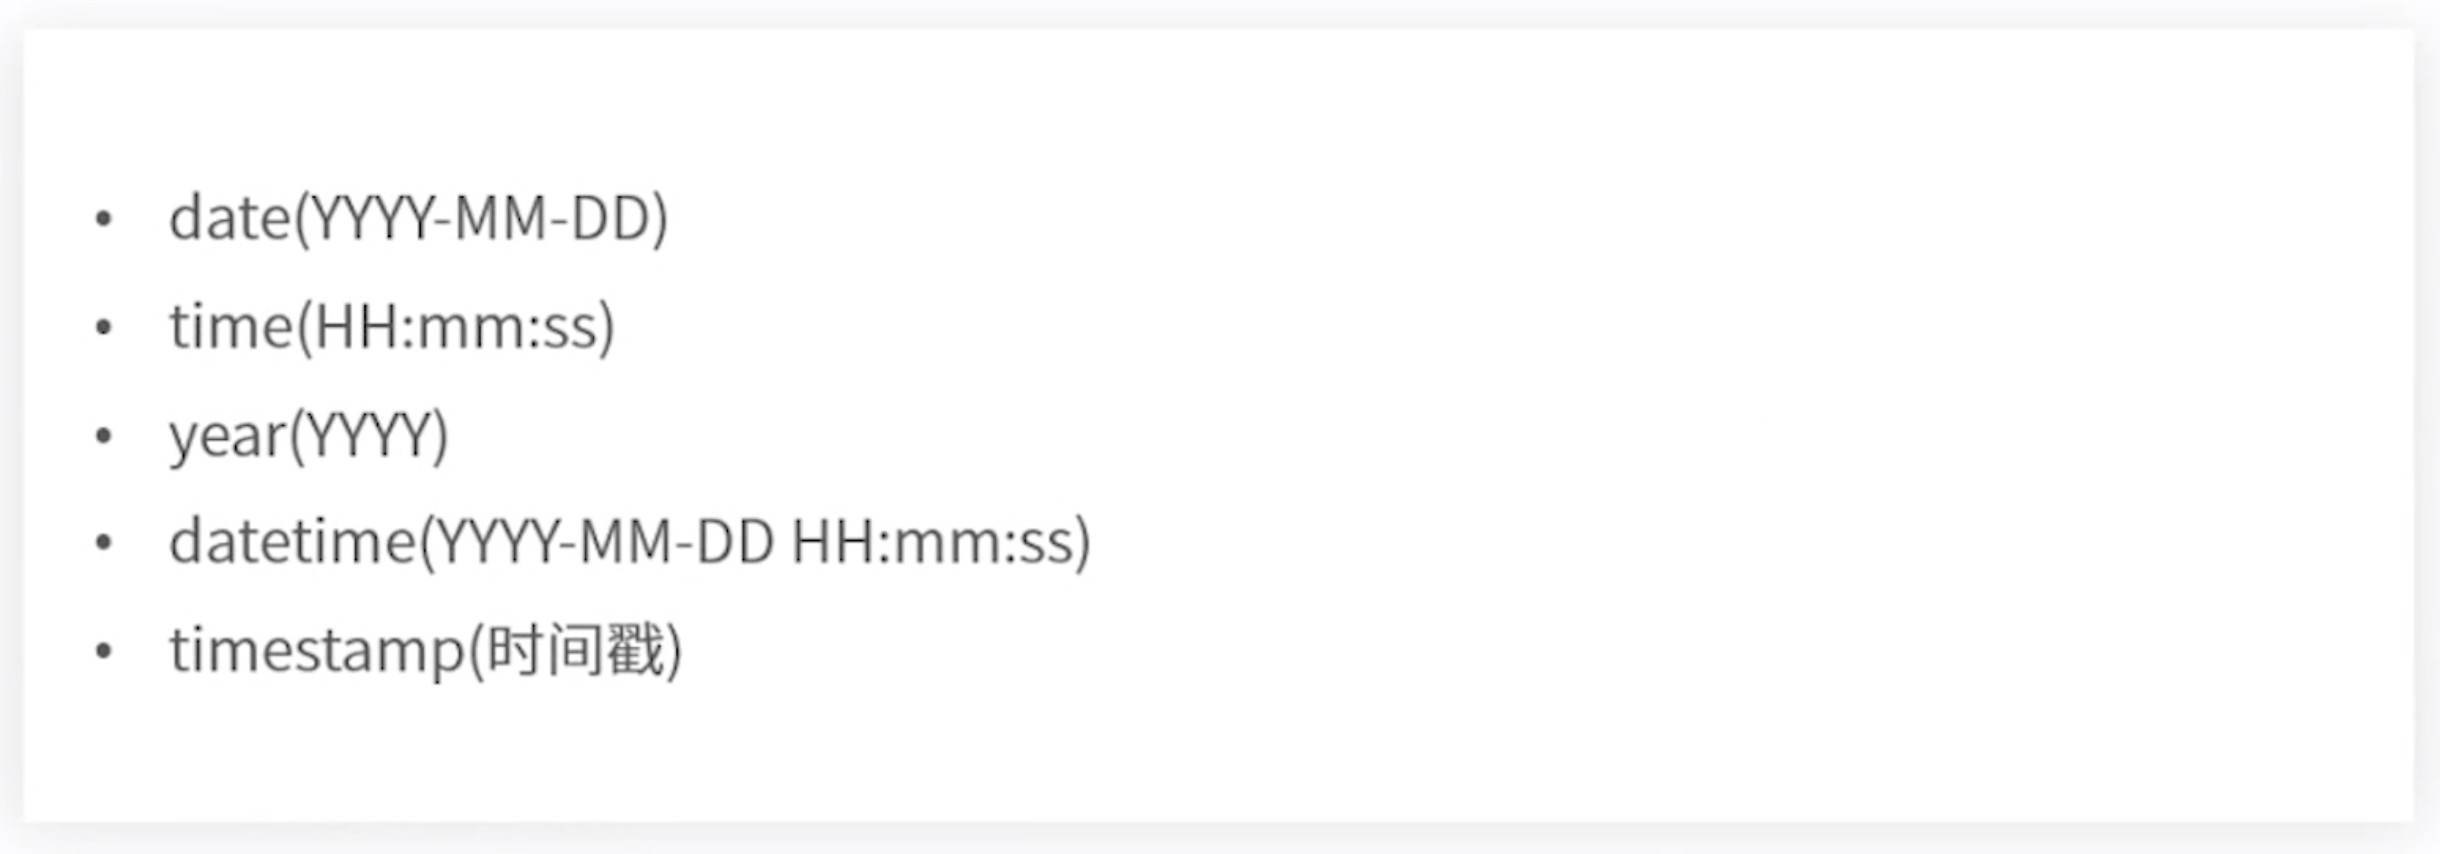 • date(YYYY-MM-DD)
• time(HH:mm:ss)
• year(YYYY)
• datetime(YYYY-MM-DD HH:mm:ss)
• timestamp(时间戳)